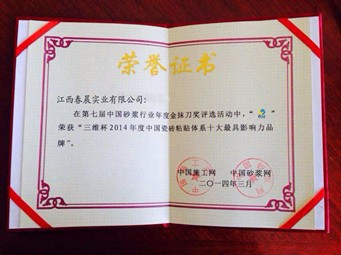 荣誉证书
江西春晨实业有限公司:
在第七届中国砂浆行业年度金抹刀奖评选活动中,“
”
荣获“三维杯2014年度中国瓷砖粘贴体系十大最具影响力品
牌”。
中国施工网 中国砂浆网
二〇一四年三月